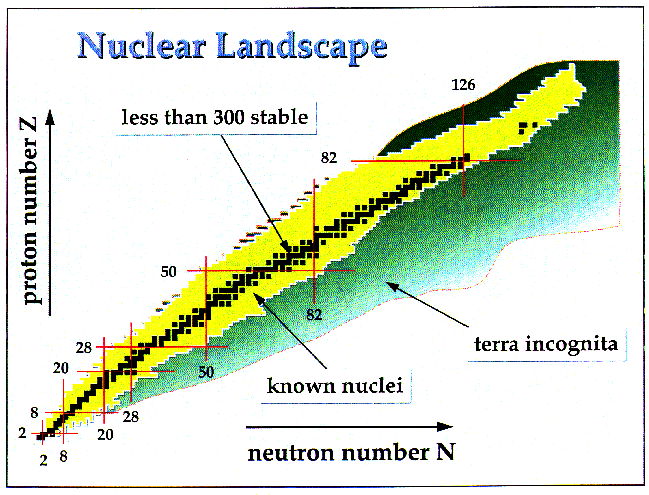 Nuclear Landscape
126
less than 300 stable
82
proton number Z
50
82
28
terra incognita
20
50
known nuclei
8
28
20
2
2 8
neutron number N